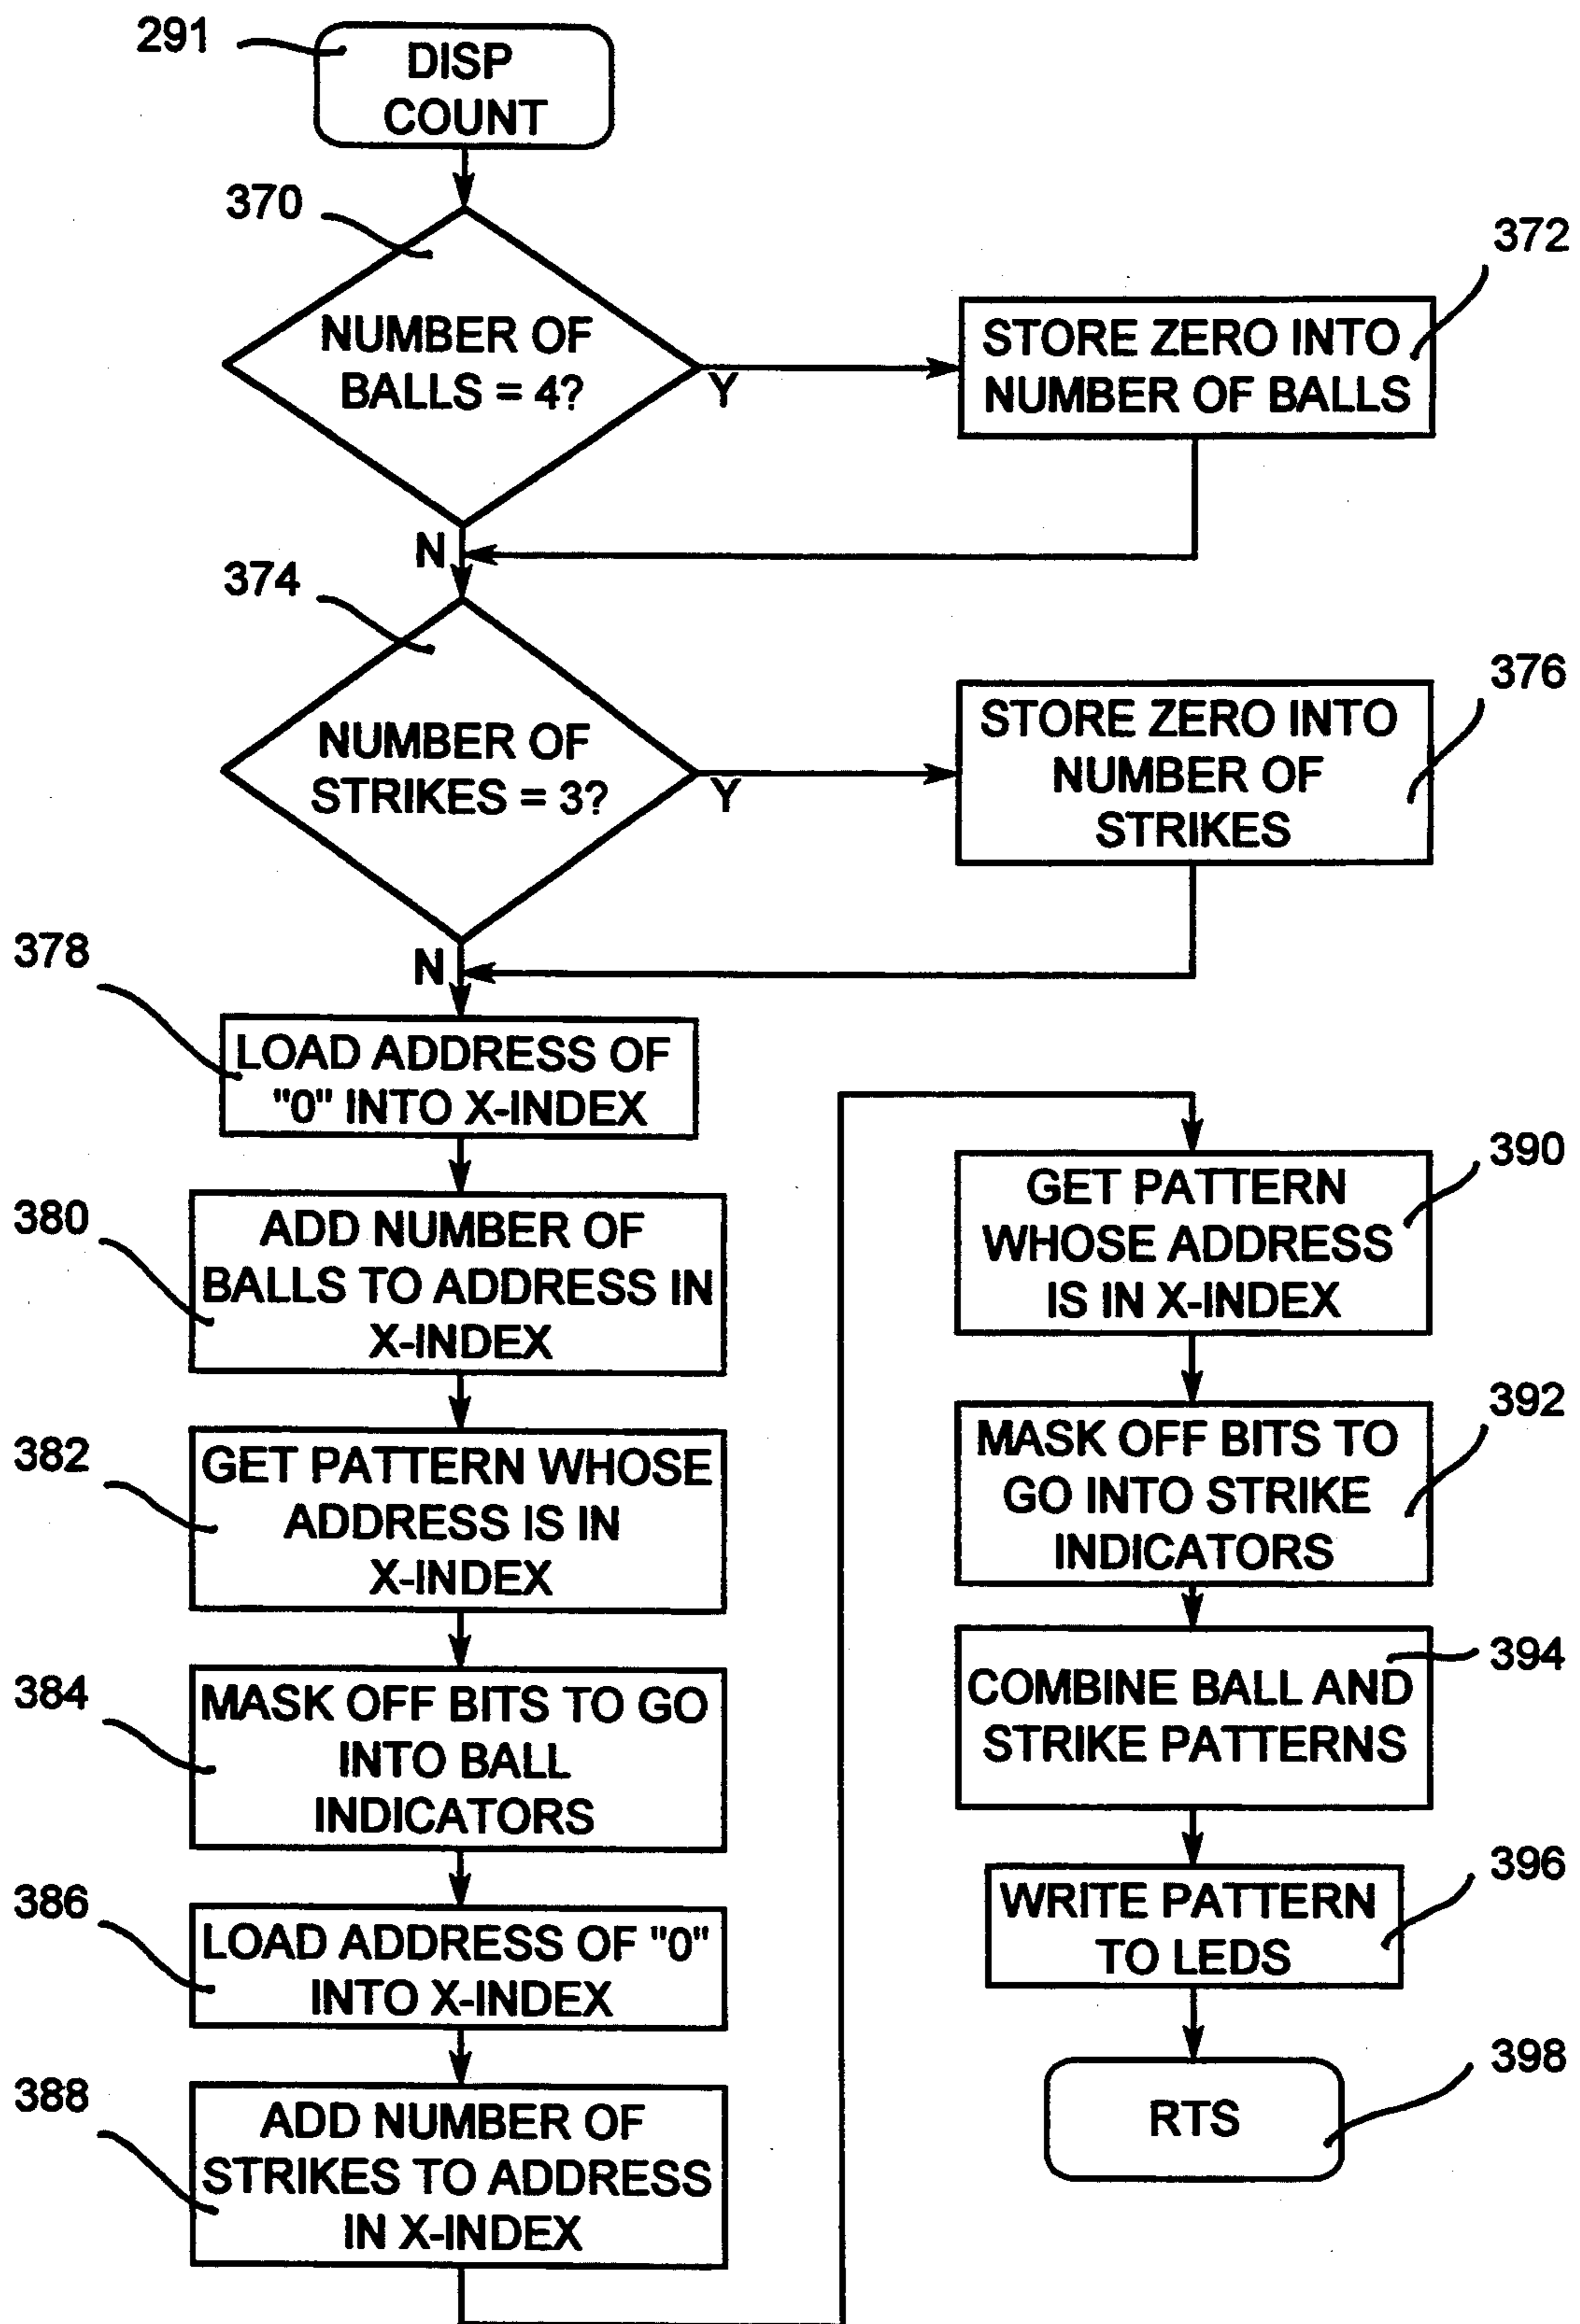 291
DISP
COUNT
370
NUMBER OF
BALLS = 4?
Y
372
STORE ZERO INTO
NUMBER OF BALLS
N
374
NUMBER OF
STRIKES = 3?
Y
376
STORE ZERO INTO
NUMBER OF
STRIKES
N
378
LOAD ADDRESS OF
"0" INTO X-INDEX
380
ADD NUMBER OF
BALLS TO ADDRESS IN
X-INDEX
382
GET PATTERN WHOSE
ADDRESS IS IN
X-INDEX
384
MASK OFF BITS TO GO
INTO BALL
INDICATORS
386
LOAD ADDRESS OF "0"
INTO X-INDEX
388
ADD NUMBER OF
STRIKES TO ADDRESS
IN X-INDEX
390
GET PATTERN
WHOSE ADDRESS
IS IN X-INDEX
392
MASK OFF BITS TO
GO INTO STRIKE
INDICATORS
394
COMBINE BALL AND
STRIKE PATTERNS
396
WRITE PATTERN
TO LEDS
398
RTS